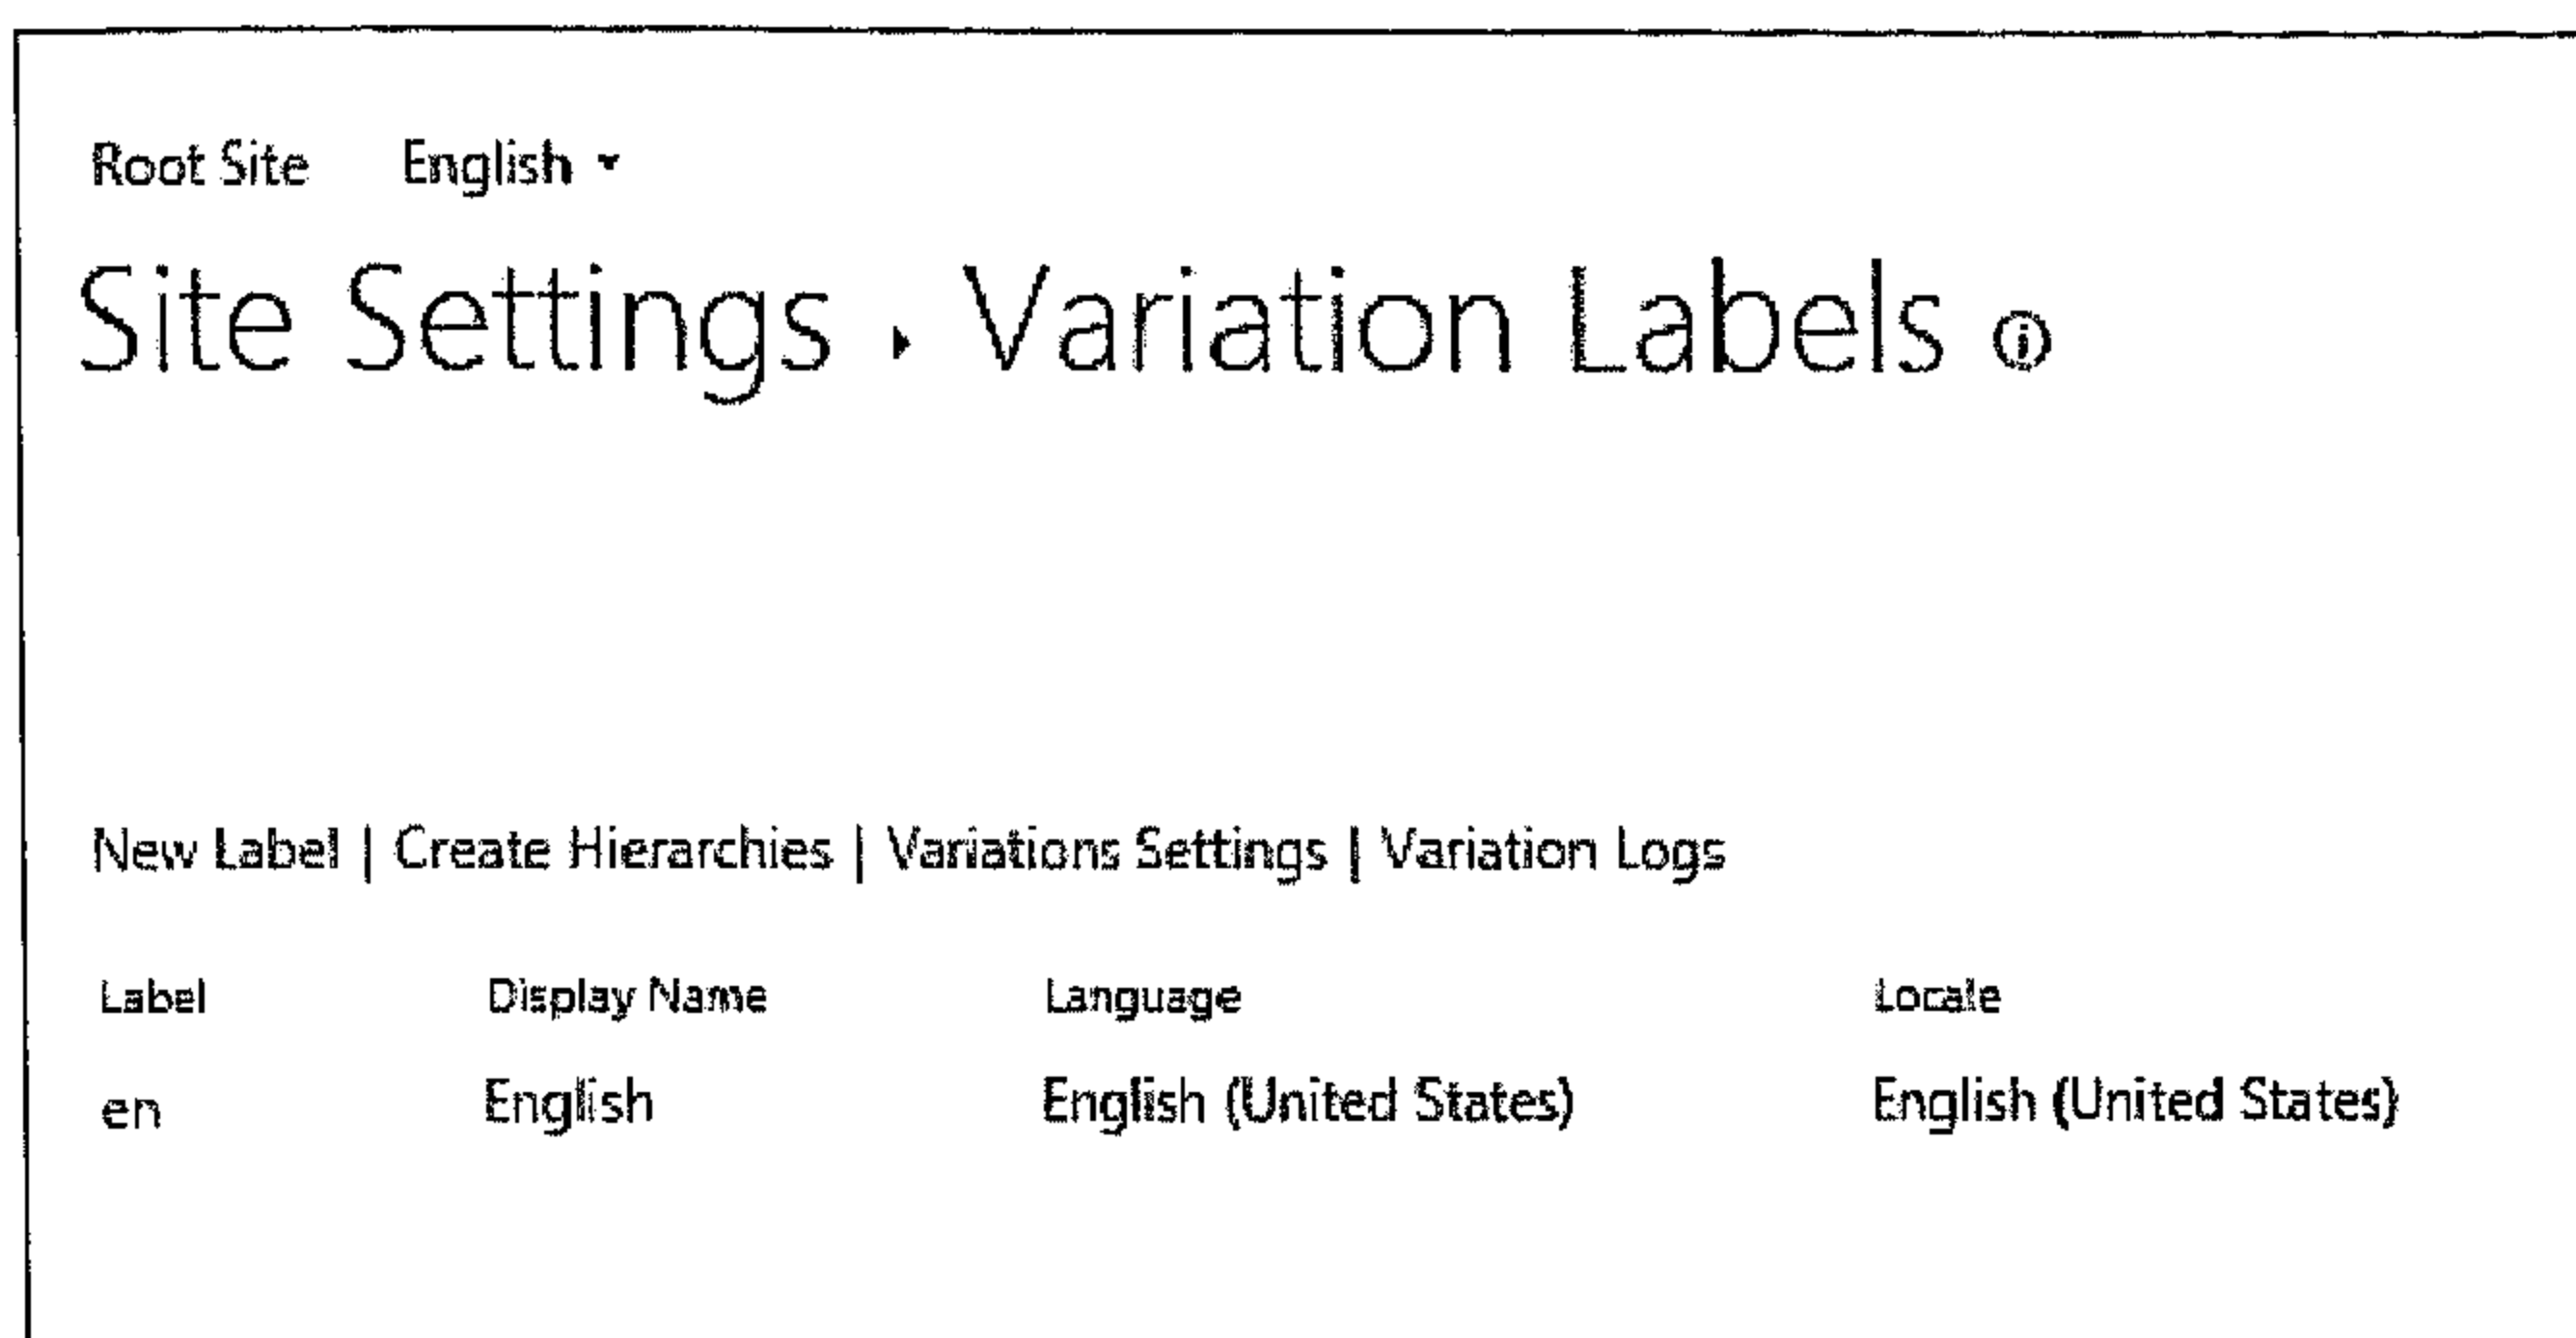 Root Site English
Site Settings Variation Labels
New Label | Create Hierarchies | Variations Settings | Variation Logs
Label Display Name Language Locale
en English English (United States) English (United States)